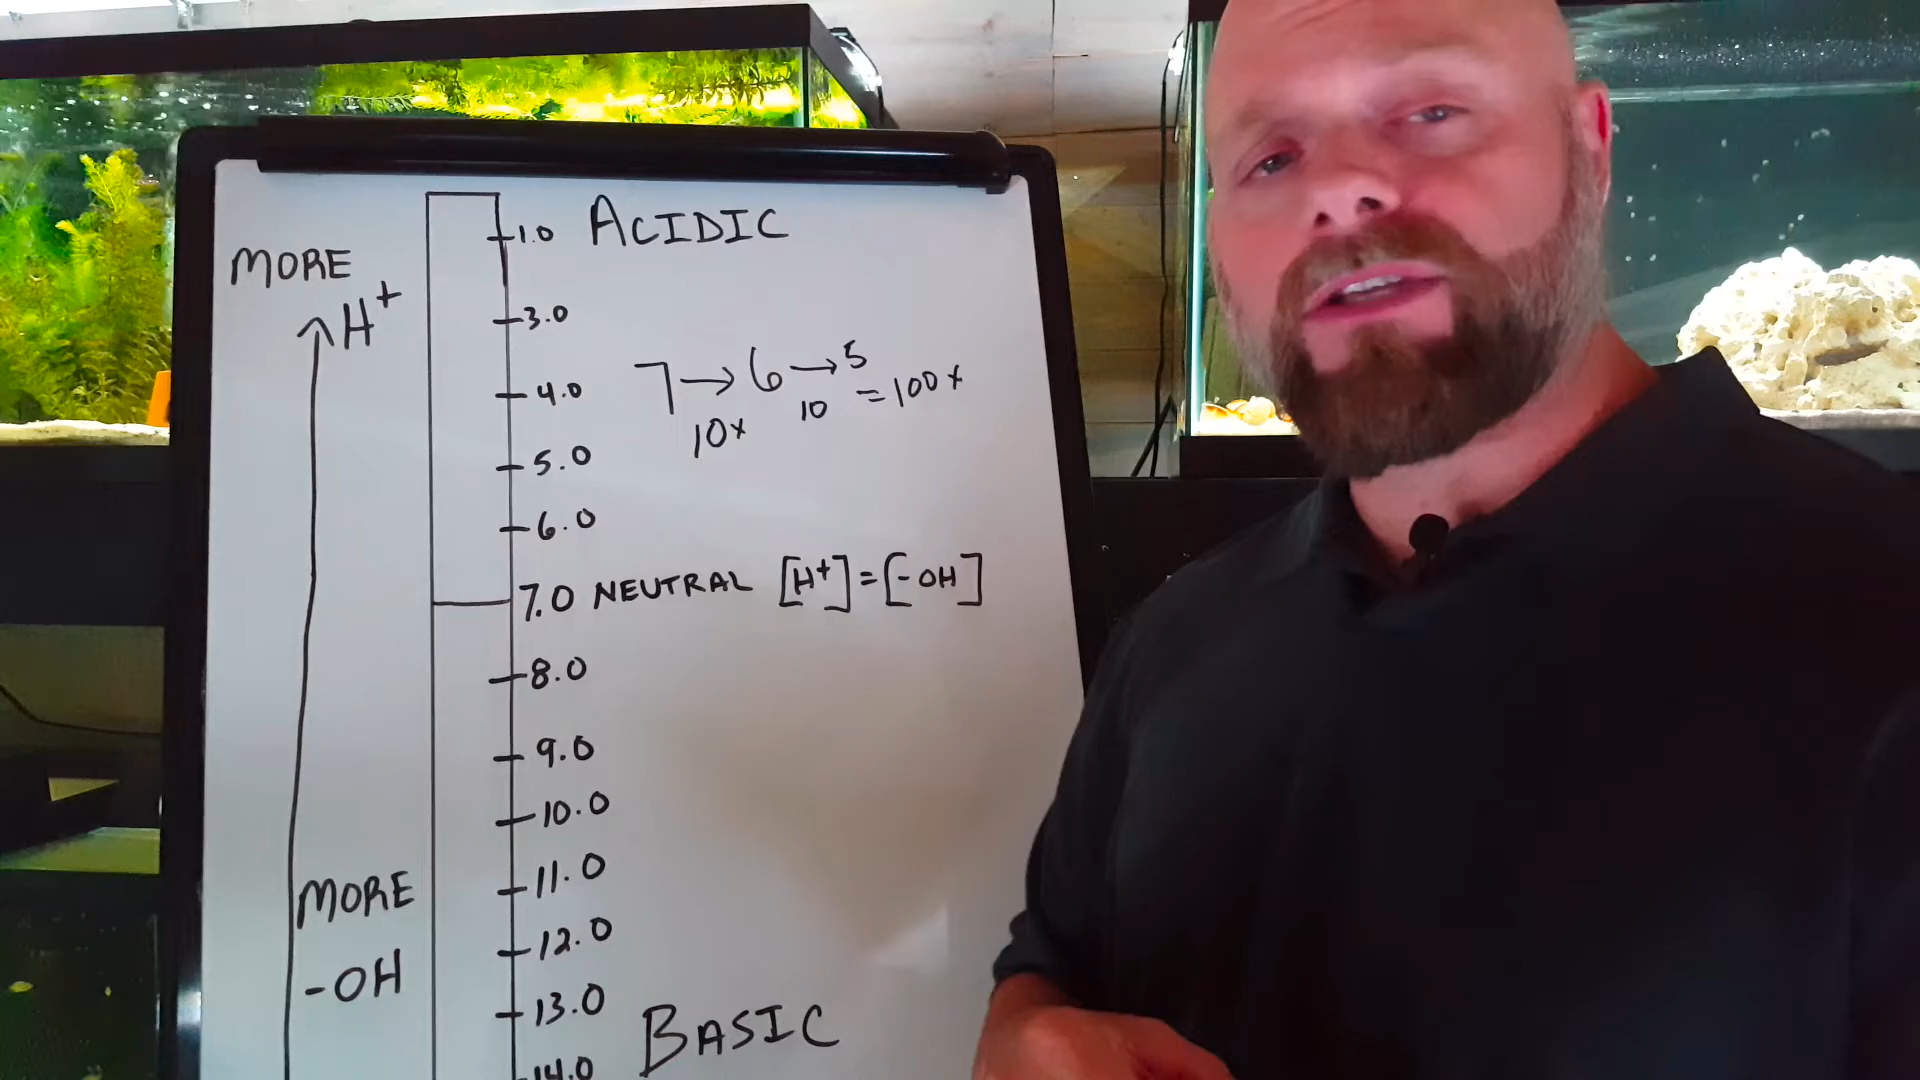 1.0 ACIDIC
MORE
H+
3.0
7 → 6 → 5
10x 10 = 100x
4.0
5.0
6.0
7.0 NEUTRAL [H+] = [-OH]
8.0
9.0
10.0
11.0
MORE
12.0
-OH
13.0
BASIC
14.0